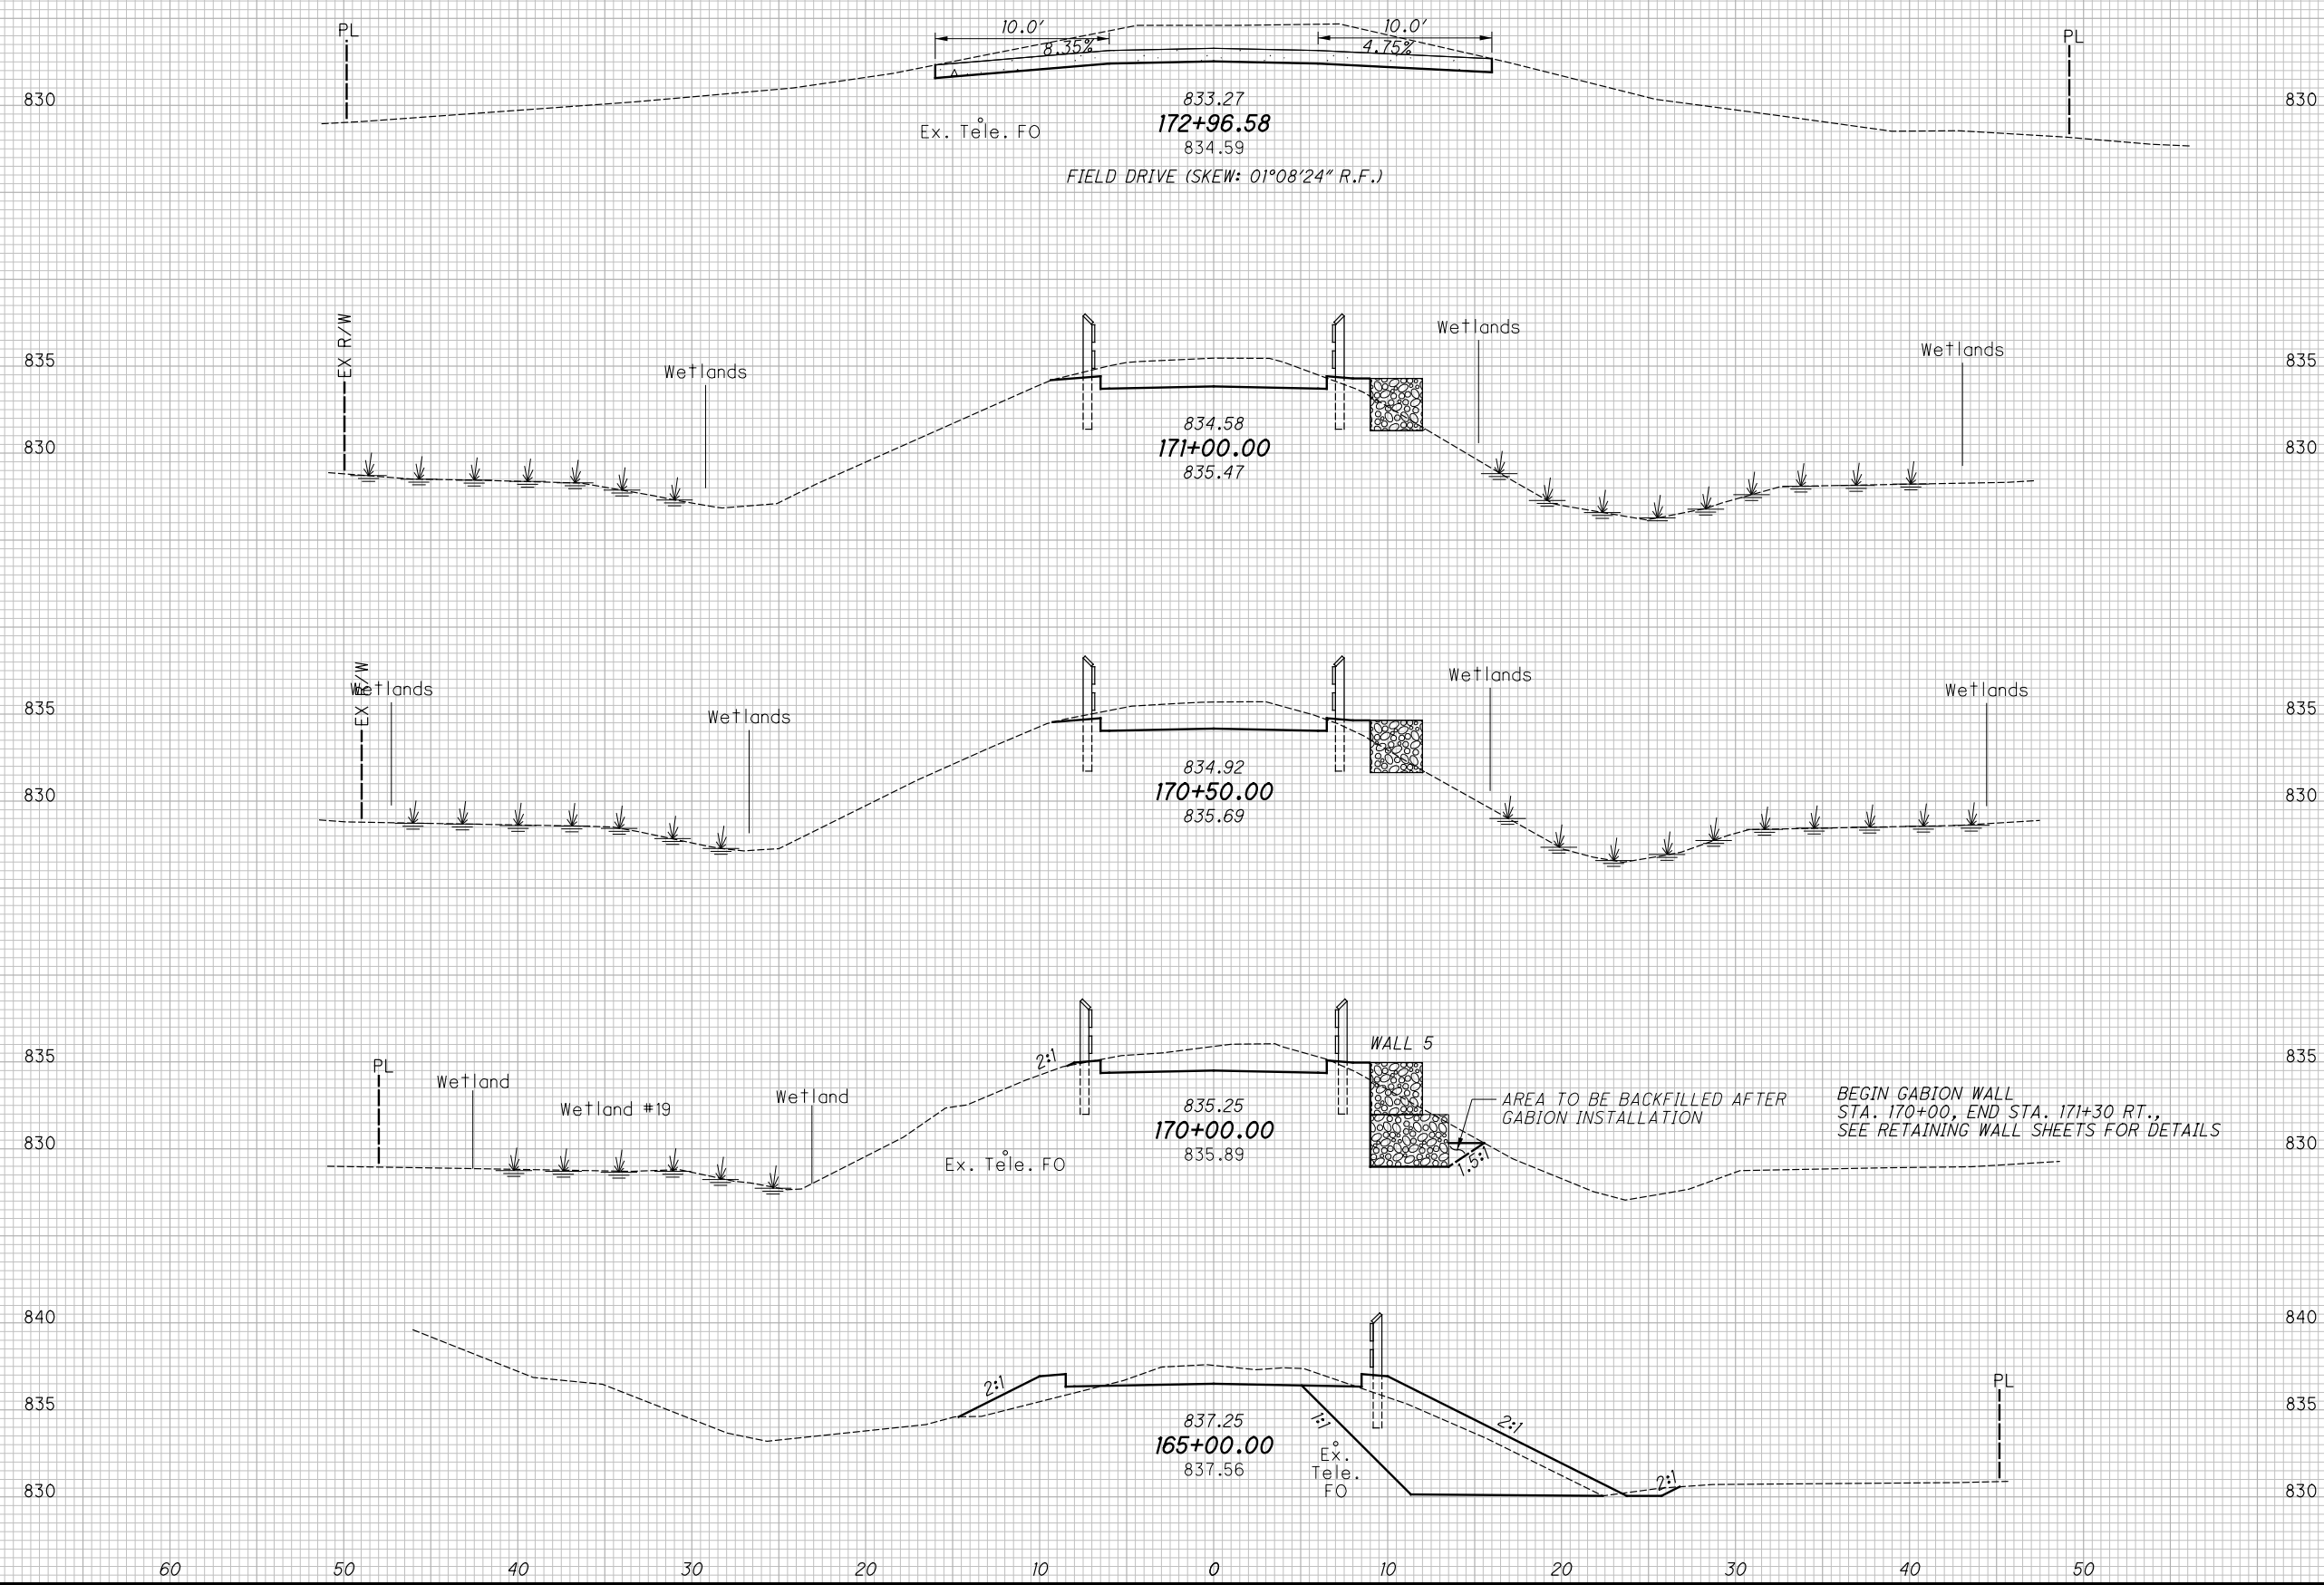 PL
10.0'
10.0'
PL
8.35%
4.75%
830
833.27
830
Ex. Tele. FO
172+96.58
834.59
FIELD DRIVE (SKEW: 01°08'24" R.F.)
EX R/W
Wetlands
Wetlands
Wetlands
835
835
830
834.58
830
171+00.00
835.47
EX R/W
Wetlands
Wetlands
Wetlands
Wetlands
835
835
830
834.92
830
170+50.00
835.69
WALL 5
835
2:1
835
PL
Wetland
Wetland #19
Wetland
835.25
170+00.00
835.89
Ex. Tele. FO
AREA TO BE BACKFILLED AFTER
GABION INSTALLATION
1.5:1
BEGIN GABION WALL
STA. 170+00, END STA. 171+30 RT.,
SEE RETAINING WALL SHEETS FOR DETAILS
830
830
840
840
2:1
PL
835
835
837.25
165+00.00
837.56
1:1
2:1
Ex.
Tele.
FO
2:1
830
830
60 50 40 30 20 10 0 10 20 30 40 50